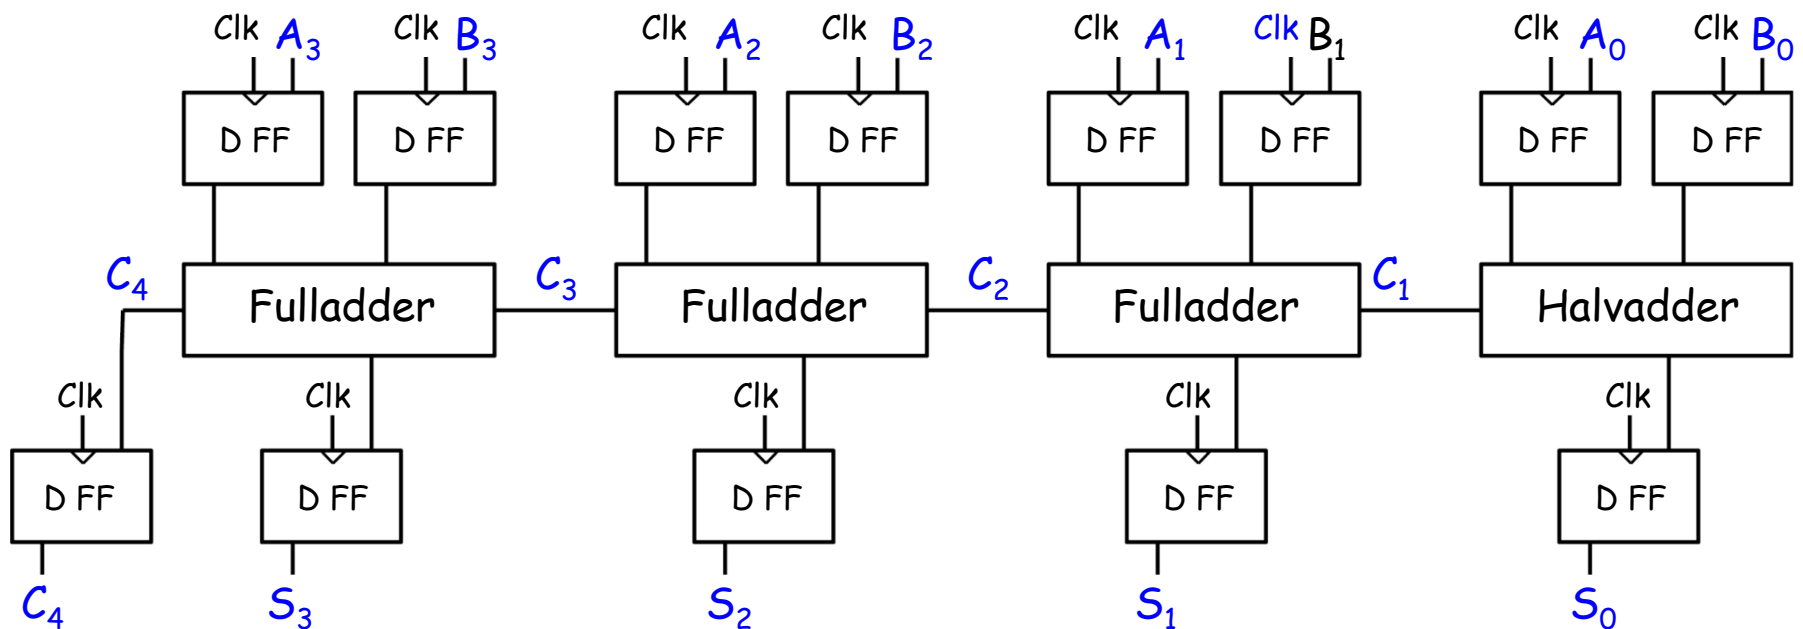 Clk A3 Clk B3 Clk A2 Clk B2 Clk A1 Clk B1 Clk A0 Clk B0
D FF D FF D FF D FF D FF D FF D FF D FF
C4 Fulladder C3 Fulladder C2 Fulladder C1 Halvadder
Clk Clk Clk Clk Clk
D FF D FF D FF D FF D FF
C4 S3 S2 S1 S0